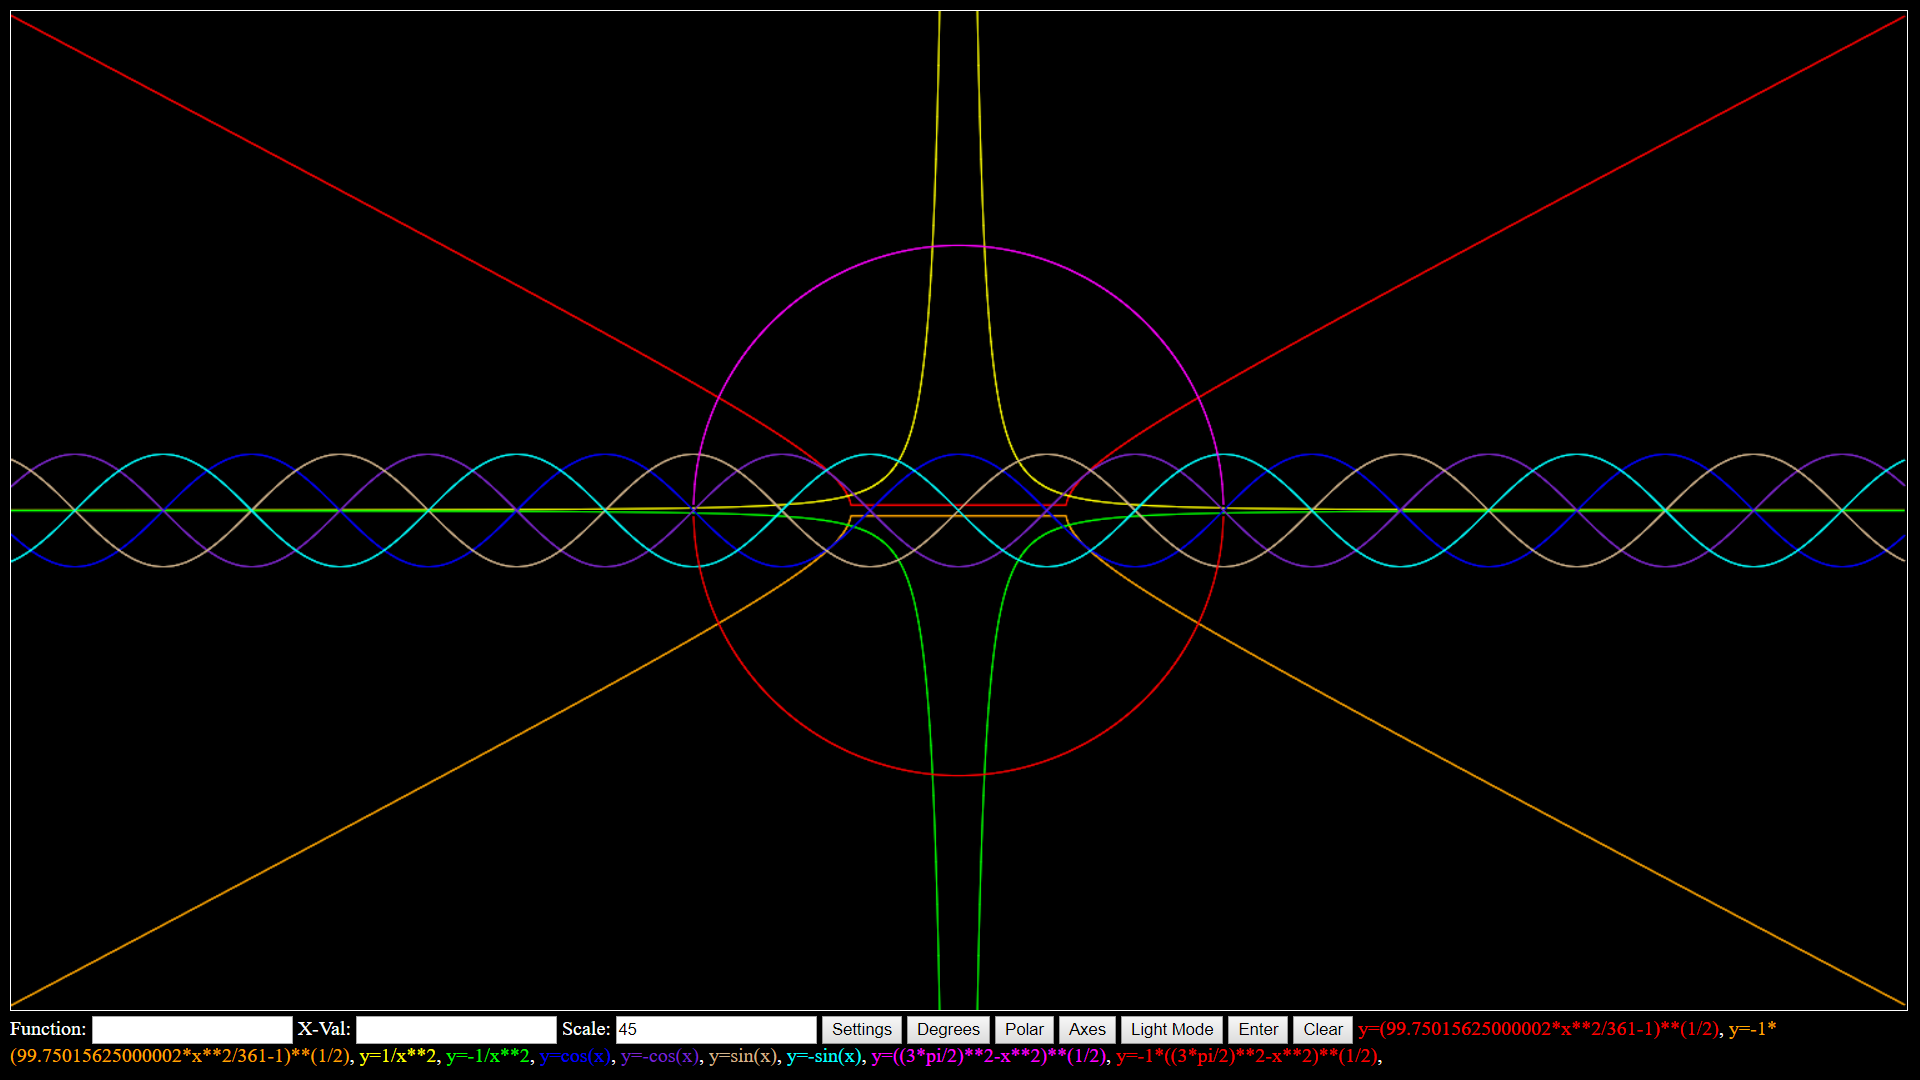 Function: X-Val: Scale: 45 Settings Degrees Polar Axes Light Mode Enter Clear y=(99.75015625000002*x**2/361-1)**(1/2), y=-1*
(99.75015625000002*x**2/361-1)**(1/2), y=1/x**2, y=-1/x**2, y=cos(x), y=-cos(x), y=sin(x), y=-sin(x), y=((3*pi/2)**2-x**2)**(1/2), y=-1*((3*pi/2)**2-x**2)**(1/2),